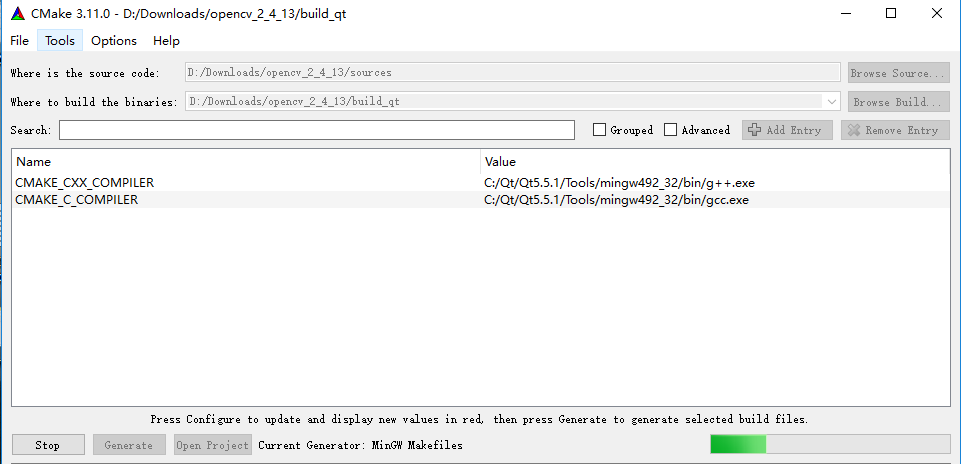 CMake 3.11.0 - D:/Downloads/opencv_2_4_13/build_qt
File Tools Options Help
Where is the source code: D:/Downloads/opencv_2_4_13/sources Browse Source...
Where to build the binaries: D:/Downloads/opencv_2_4_13/build_qt Browse Build...
Search: Grouped Advanced Add Entry Remove Entry
Name Value
CMAKE_CXX_COMPILER C:/Qt/Qt5.5.1/Tools/mingw492_32/bin/g++.exe
CMAKE_C_COMPILER C:/Qt/Qt5.5.1/Tools/mingw492_32/bin/gcc.exe
Press Configure to update and display new values in red, then press Generate to generate selected build files.
Stop Generate Open Project Current Generator: MinGW Makefiles